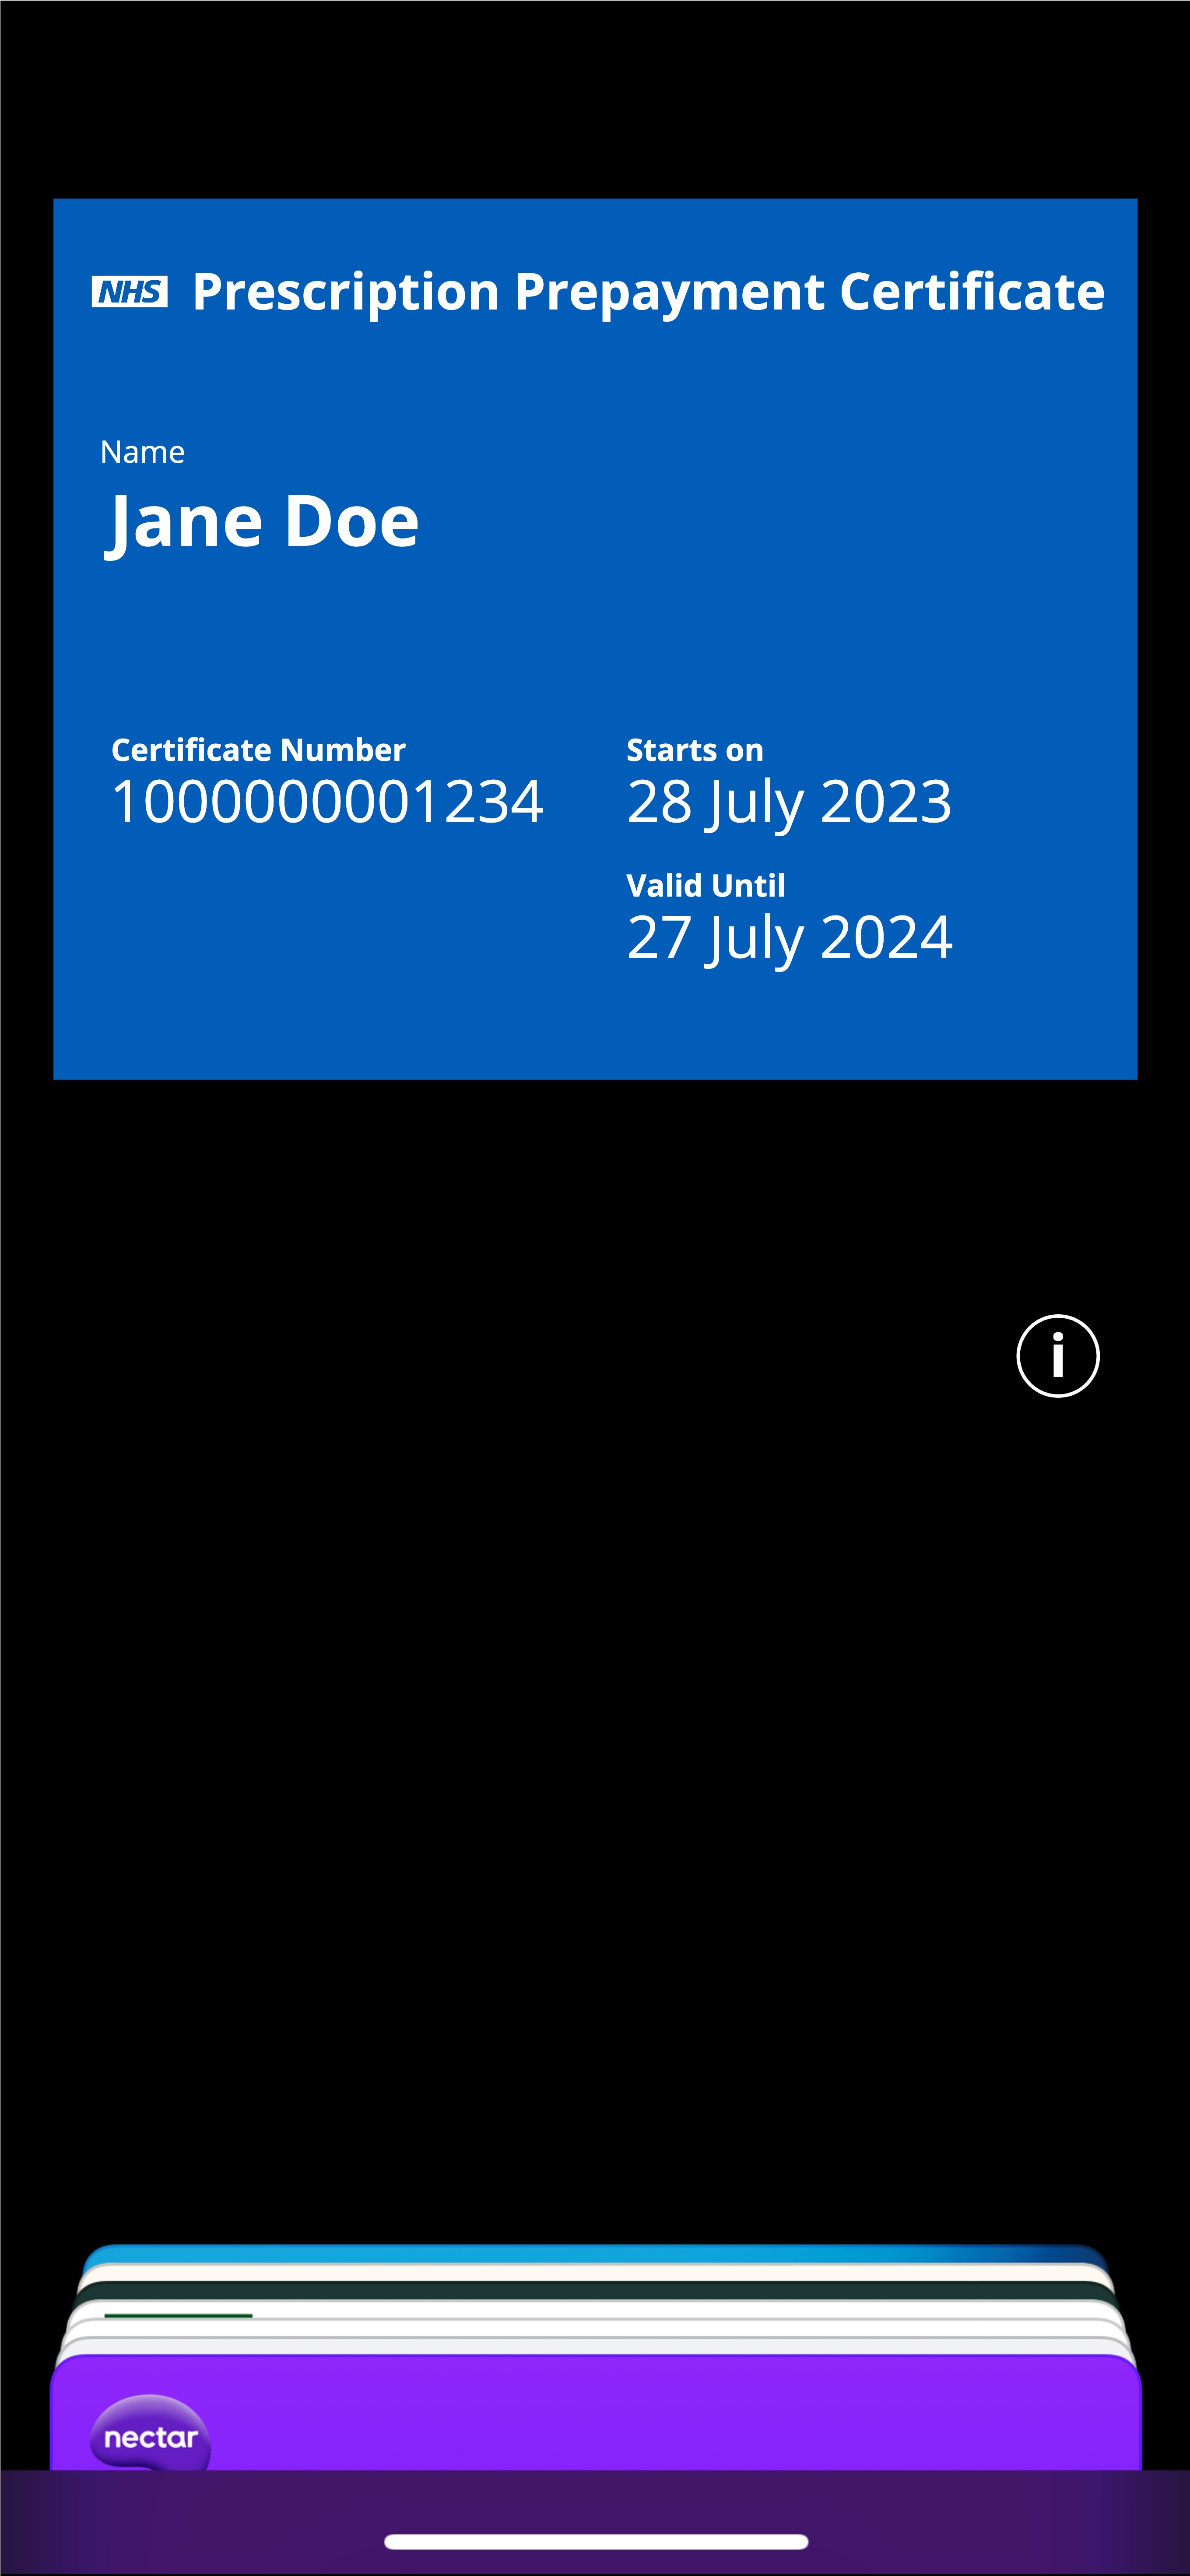 NHS Prescription Prepayment Certificate
Name
Jane Doe
Certificate Number
1000000001234
Starts on
28 July 2023
Valid Until
27 July 2024
i
nectar